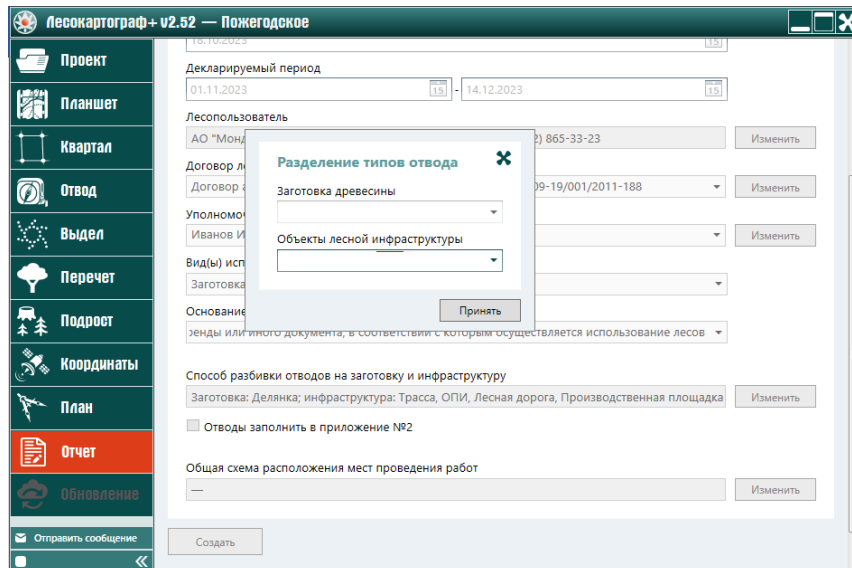 Лесокартограф+ v2.52 — Пожегодское
Проект
Планшет
Квартал
Отвод
Выдел
Перечет
Подрост
Координаты
План
Отчет
Обновление
Отправить сообщение
18.10.2023
15
Декларируемый период
01.11.2023 15 - 14.12.2023 15
Лесопользователь
АО "Монд 2) 865-33-23 Изменить
Договор ле
Договор а 09-19/001/2011-188 Изменить
Уполномоч
Иванов И Изменить
Вид(ы) исп
Заготовка
Основание
ренды или иного документа, в соответствии с которым осуществляется использование лесов
Разделение типов отвода
Заготовка древесины
Объекты лесной инфраструктуры
Принять
Способ разбивки отводов на заготовку и инфраструктуру
Заготовка: Делянка; инфраструктура: Трасса, ОПИ, Лесная дорога, Производственная площадка Изменить
Отводы заполнить в приложение №2
Общая схема расположения мест проведения работ
— Изменить
Создать